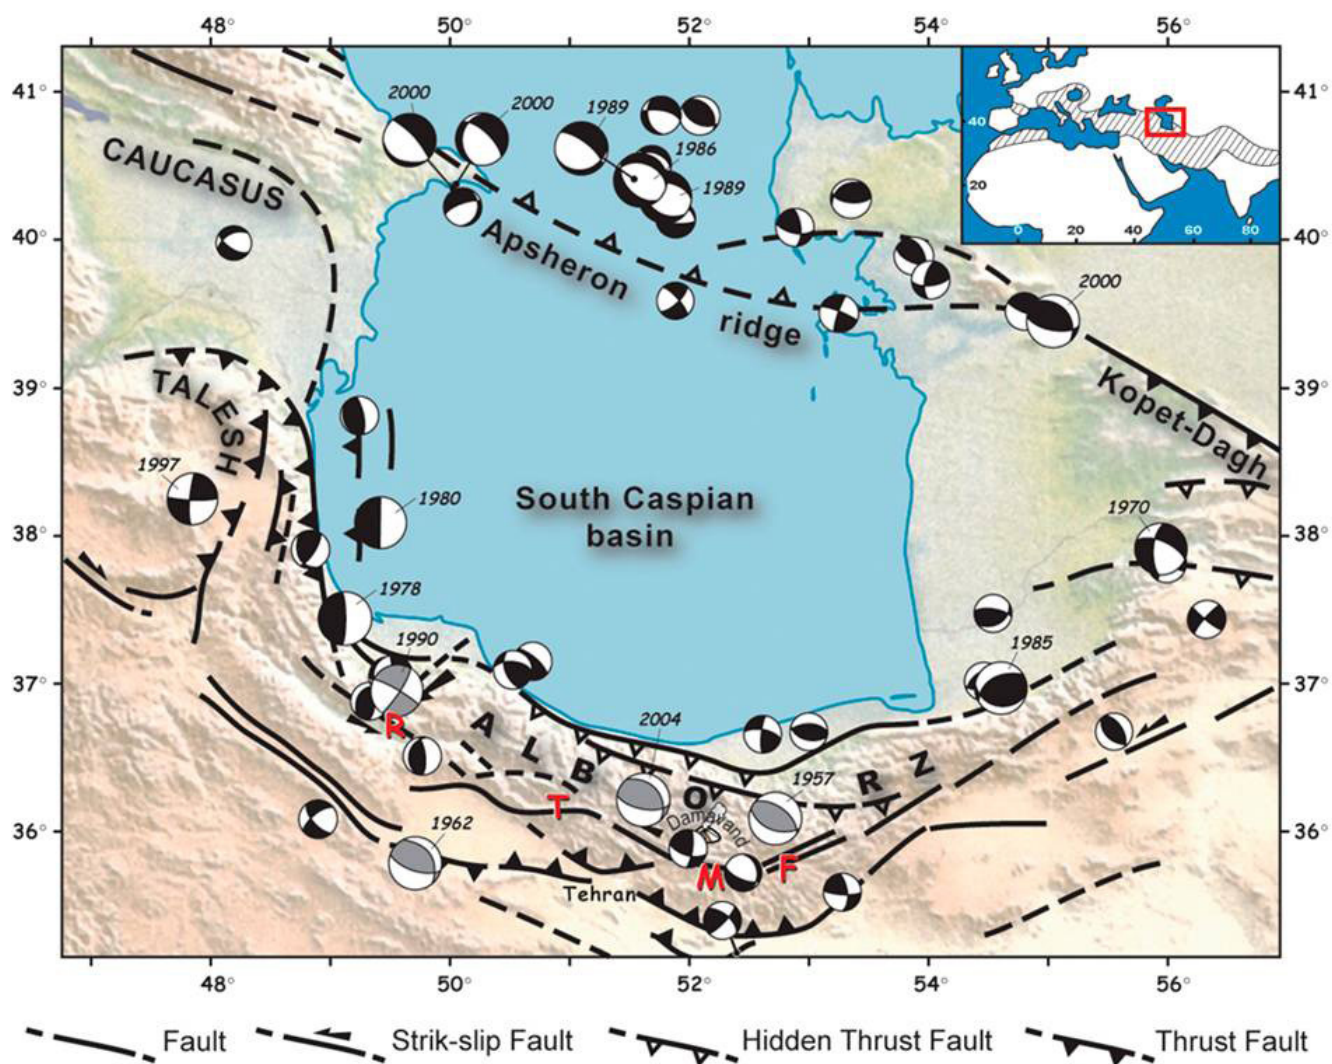 48° 50° 52° 54° 56°
41° 41°
2000 2000 1989
1986
1989
40
20
0 20 40 60 80
CAUCASUS
40° 40°
Apsheron
ridge
2000
39° 39°
TALESH
Kopet-Dagh
1997
1980
South Caspian
basin
1970
38° 38°
1978
1990
1985
37° 37°
R
2004
ALBORZ
1957
T
Damavand
36° 36°
1962
M F
Tehran
48° 50° 52° 54° 56°
Fault Strik-slip Fault Hidden Thrust Fault Thrust Fault